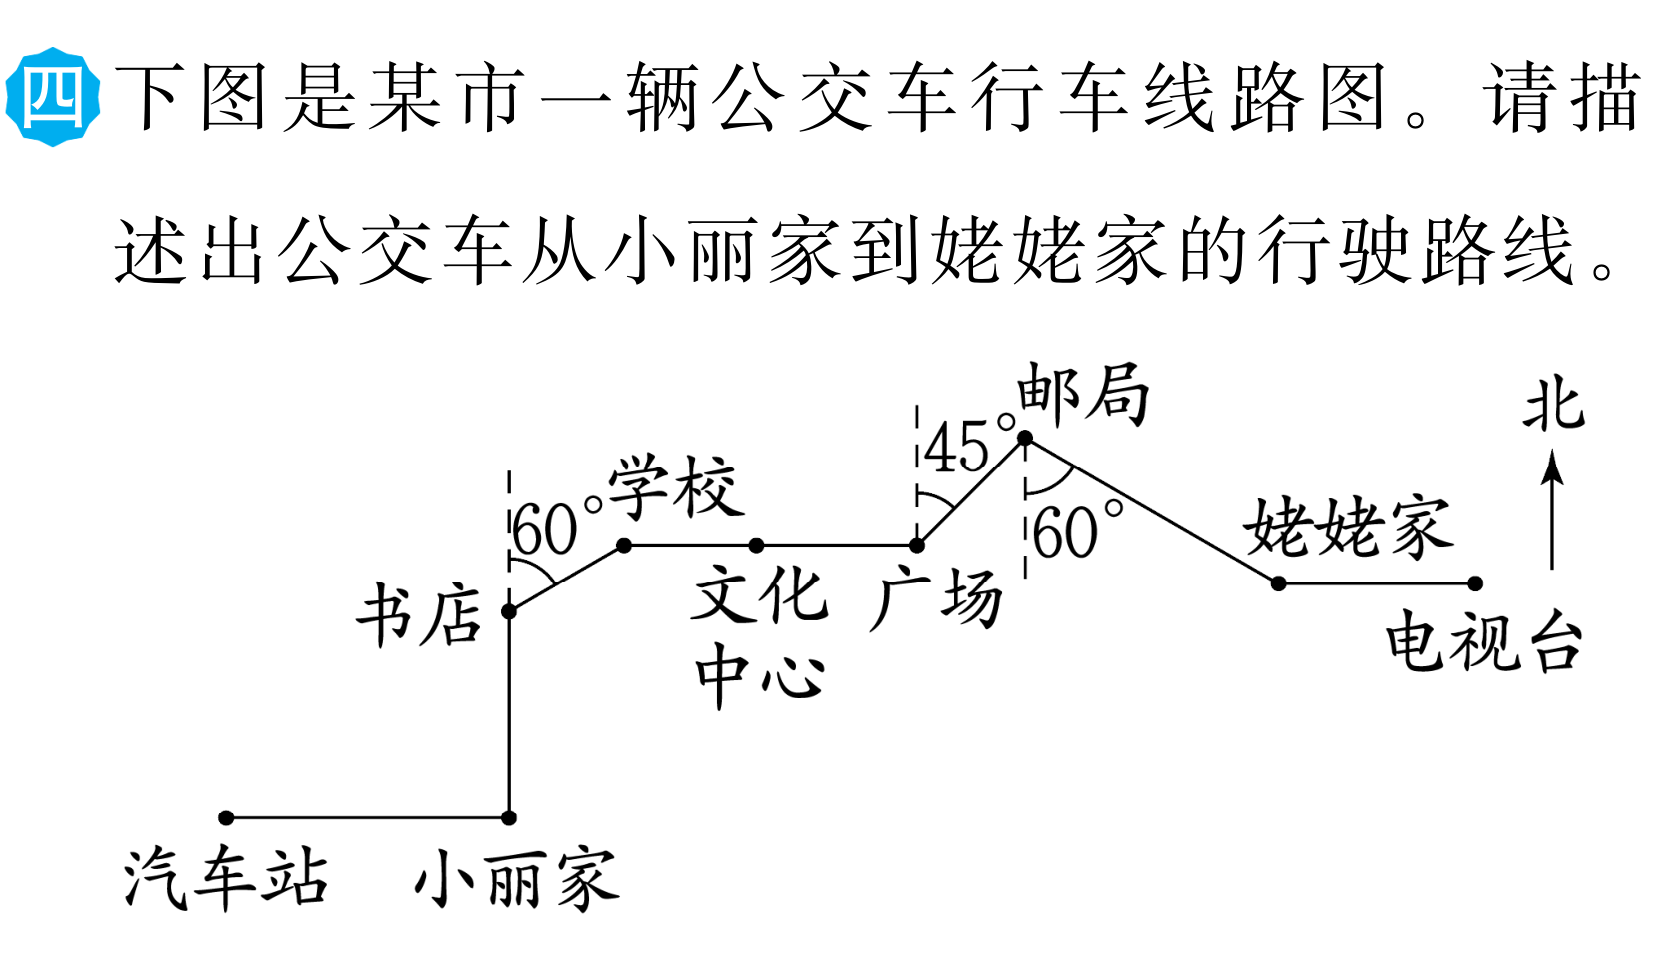 四 下图是某市一辆公交车行车线路图。请描
述出公交车从小丽家到姥姥家的行驶路线。
邮局
北
45°
学校
60°
60°
姥姥家
书店
文化
中心
广场
电视台
汽车站
小丽家